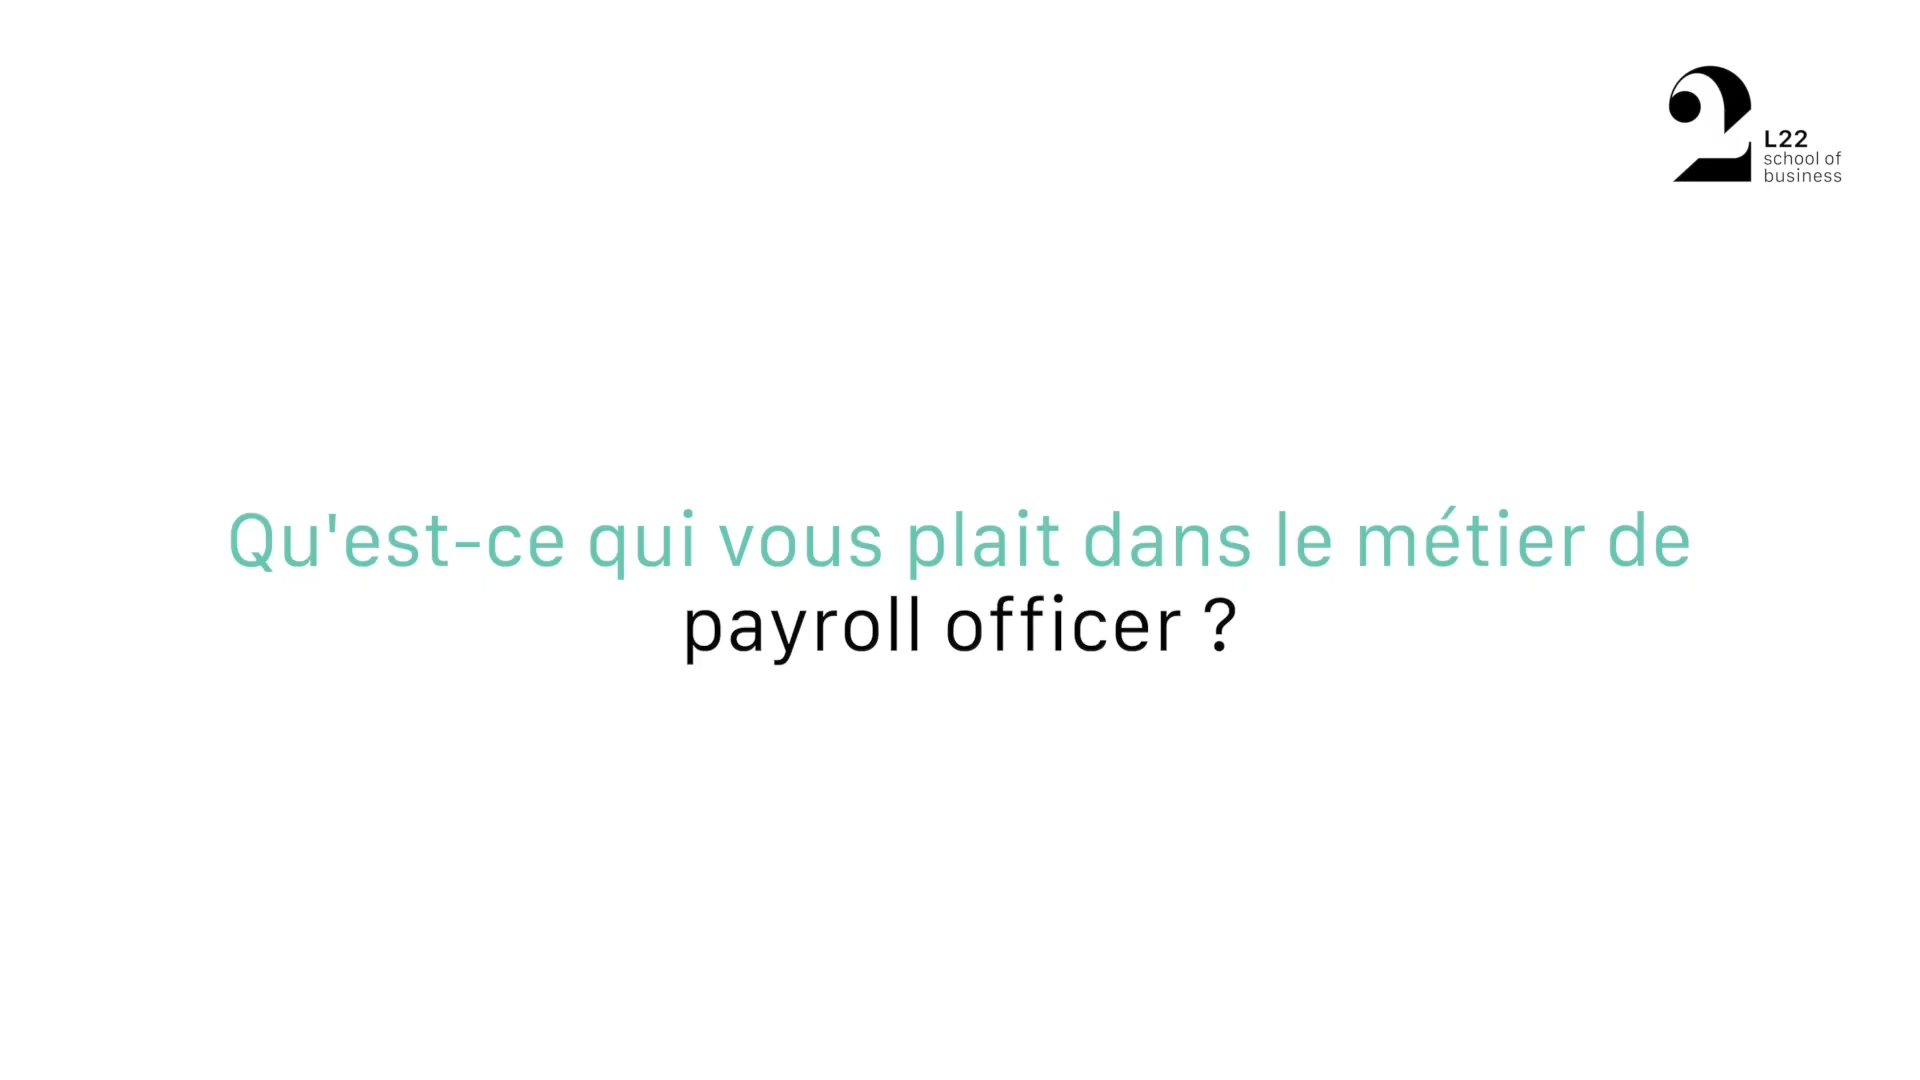 L22
school of
business
Qu'est-ce qui vous plait dans le métier de
payroll officer ?